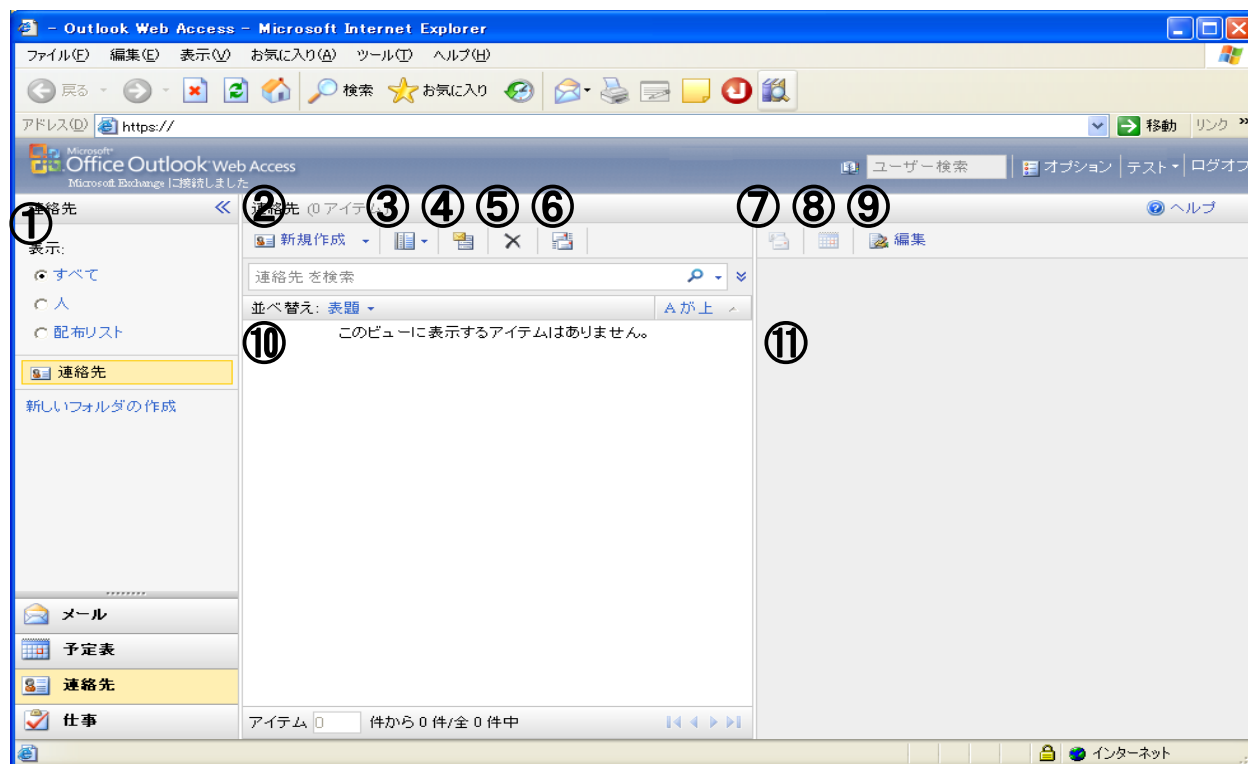 - Outlook Web Access - Microsoft Internet Explorer
ファイル(F) 編集(E) 表示(V) お気に入り(A) ツール(T) ヘルプ(H)
戻る 検索 お気に入り
アドレス(D) https:// 移動 リンク »
Microsoft®
Office Outlook Web Access
Microsoft Exchange に接続しました
ユーザー検索 オプション テスト ログオフ
連絡先 « 連絡先 (0 アイテム) ヘルプ
① ② ③ ④ ⑤ ⑥ ⑦ ⑧ ⑨
表示: 新規作成 編集
すべて 連絡先 を検索
人 並べ替え: 表題 A が上
配布リスト このビューに表示するアイテムはありません。
⑩ ⑪
連絡先
新しいフォルダの作成
メール
予定表
連絡先
仕事 アイテム 0 件から 0 件/全 0 件中
インターネット